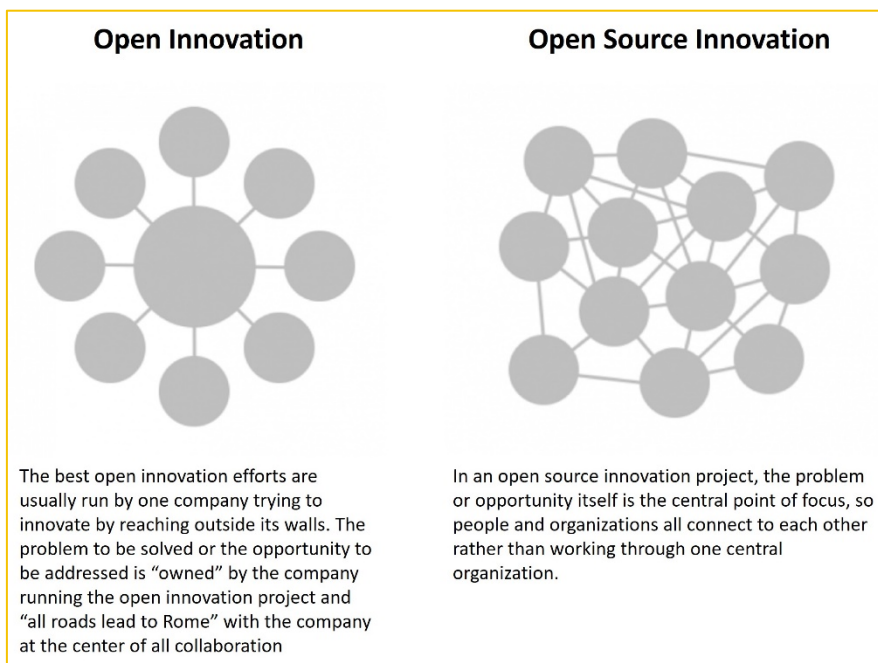 Open Innovation
The best open innovation efforts are
usually run by one company trying to
innovate by reaching outside its walls. The
problem to be solved or the opportunity to
be addressed is “owned” by the company
running the open innovation project and
“all roads lead to Rome” with the company
at the center of all collaboration
Open Source Innovation
In an open source innovation project, the problem
or opportunity itself is the central point of focus, so
people and organizations all connect to each other
rather than working through one central
organization.